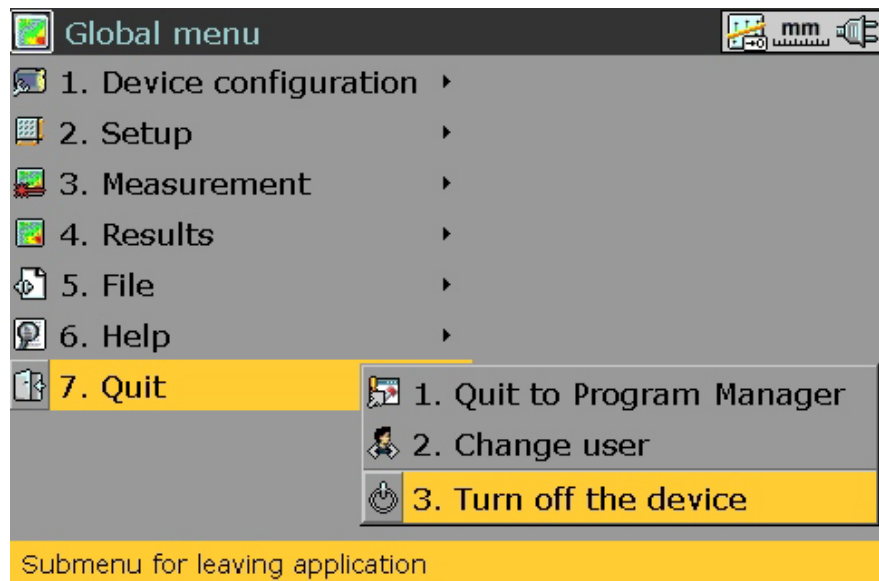 Global menu
mm
1. Device configuration
2. Setup
3. Measurement
4. Results
5. File
6. Help
7. Quit
1. Quit to Program Manager
2. Change user
3. Turn off the device
Submenu for leaving application